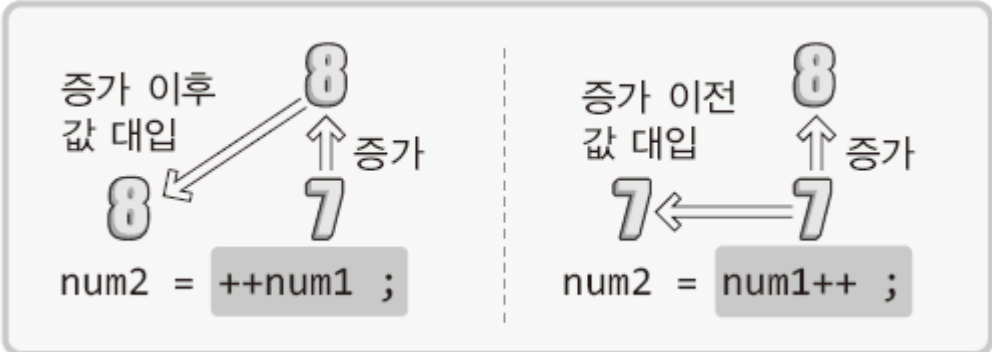 8
증가 이후
값 대입
증가
8 7
num2 = ++num1 ;
8
증가 이전
값 대입
증가
7 7
num2 = num1++ ;